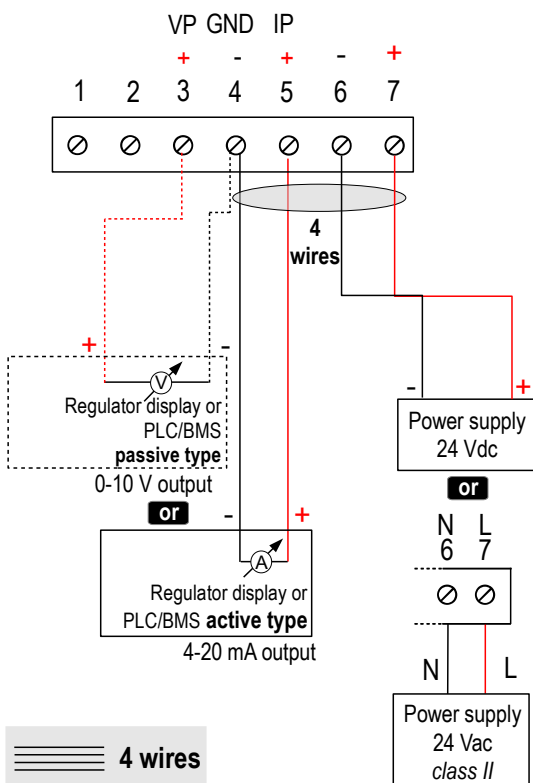 VP GND IP
+ - + - +
1 2 3 4 5 6 7
4
wires
+ -
V
Regulator display or
PLC/BMS
passive type
0-10 V output
or
- +
A
Regulator display or
PLC/BMS active type
4-20 mA output
- +
Power supply
24 Vdc
or
N L
6 7
N L
Power supply
24 Vac
class II
4 wires